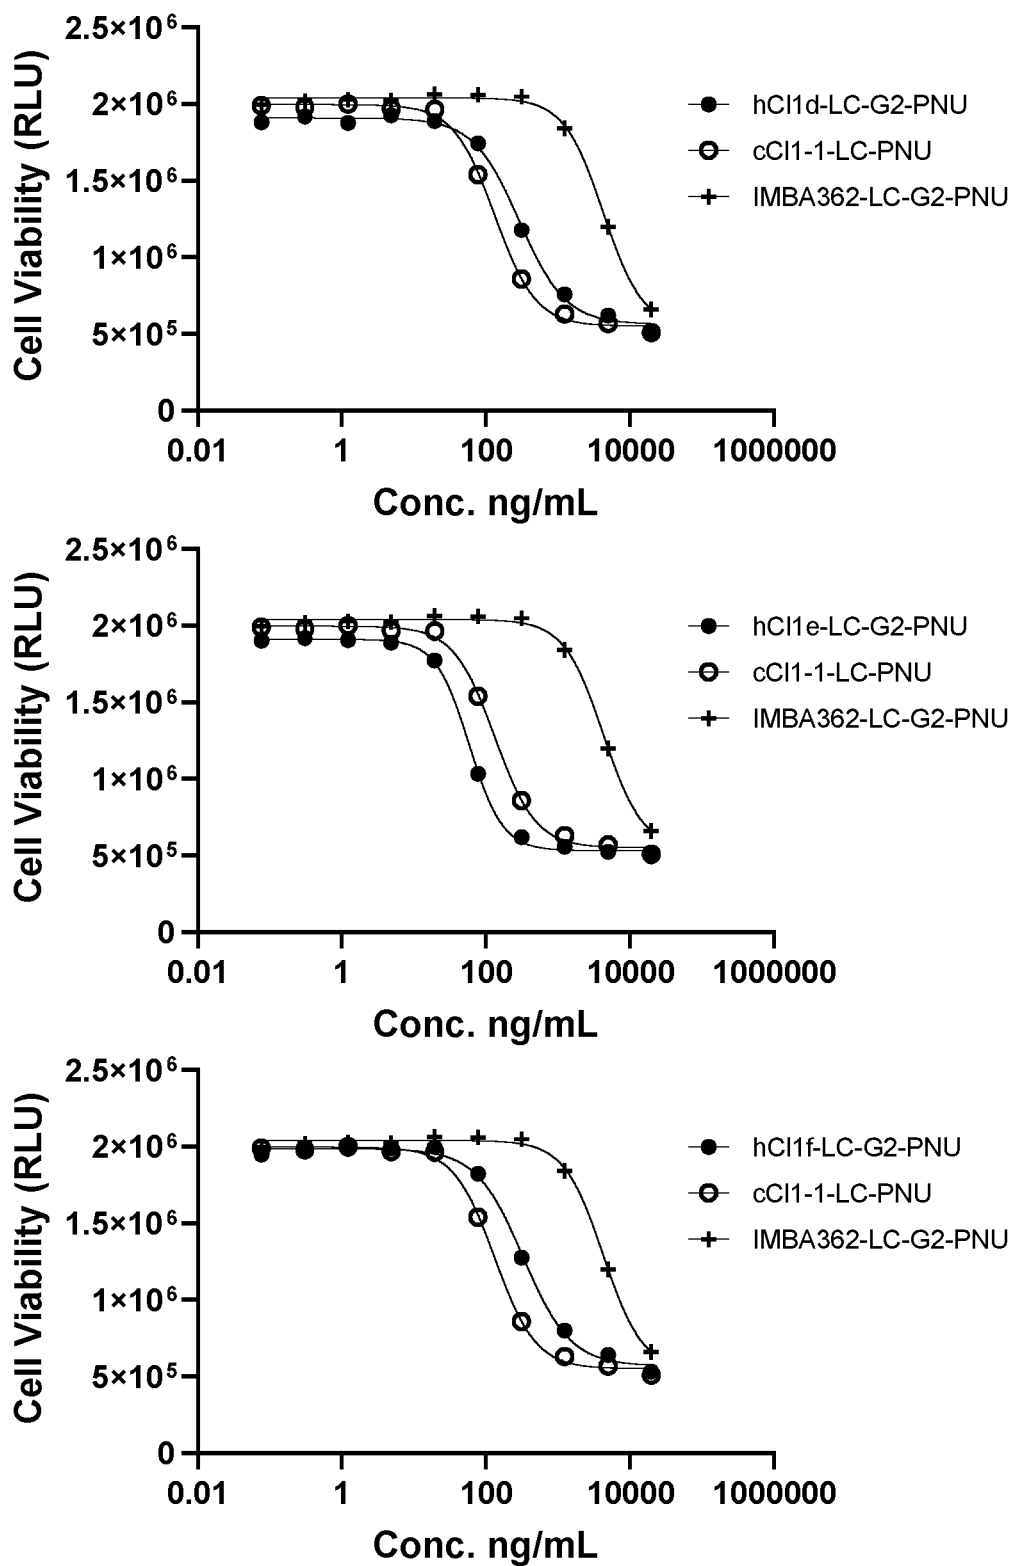 2.5×10⁶
2×10⁶
1.5×10⁶
1×10⁶
5×10⁵
0
Cell Viability (RLU)
0.01 1 100 10000 1000000
Conc. ng/mL
hCl1d-LC-G2-PNU
cCl1-1-LC-PNU
IMBA362-LC-G2-PNU
2.5×10⁶
2×10⁶
1.5×10⁶
1×10⁶
5×10⁵
0
Cell Viability (RLU)
0.01 1 100 10000 1000000
Conc. ng/mL
hCl1e-LC-G2-PNU
cCl1-1-LC-PNU
IMBA362-LC-G2-PNU
2.5×10⁶
2×10⁶
1.5×10⁶
1×10⁶
5×10⁵
0
Cell Viability (RLU)
0.01 1 100 10000 1000000
Conc. ng/mL
hCl1f-LC-G2-PNU
cCl1-1-LC-PNU
IMBA362-LC-G2-PNU